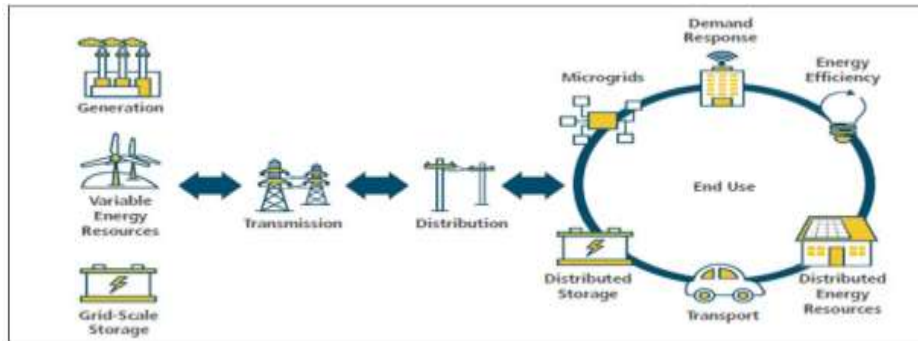 Generation
Variable
Energy
Resources
Grid-Scale
Storage
Transmission
Distribution
Microgrids
Demand
Response
Energy
Efficiency
End Use
Distributed
Storage
Transport
Distributed
Energy
Resources